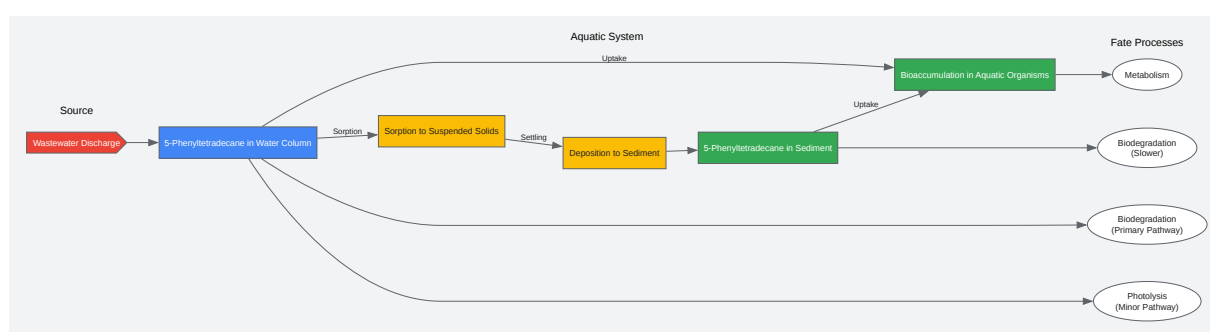 Aquatic System
Fate Processes
Uptake
Bioaccumulation in Aquatic Organisms
Metabolism
Source
Uptake
Wastewater Discharge
5-Phenyltetradecane in Water Column
Sorption
Sorption to Suspended Solids
Settling
Deposition to Sediment
5-Phenyltetradecane in Sediment
Biodegradation
(Slower)
Biodegradation
(Primary Pathway)
Photolysis
(Minor Pathway)